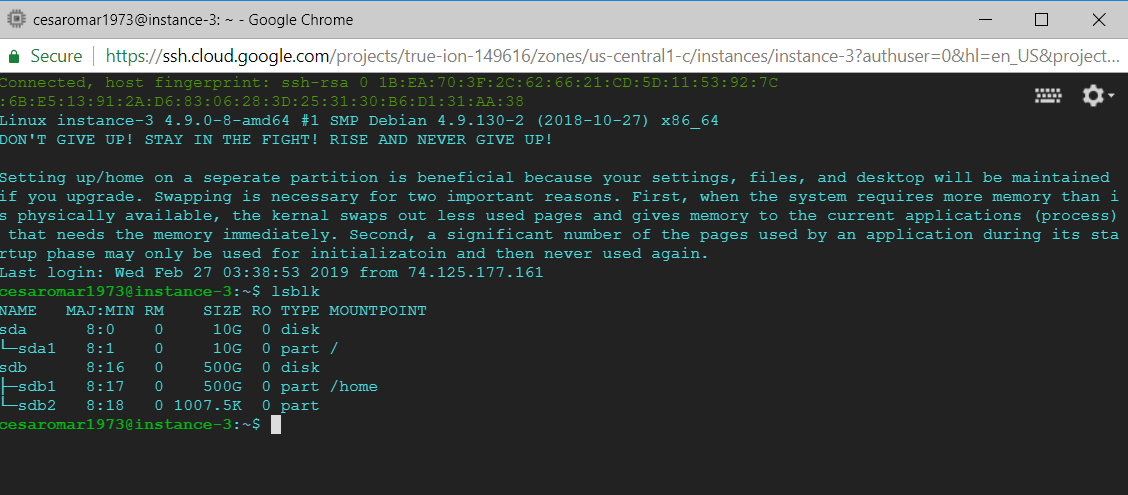 cesaromar1973@instance-3: ~ - Google Chrome
Secure | https://ssh.cloud.google.com/projects/true-ion-149616/zones/us-central1-c/instances/instance-3?authuser=0&hl=en_US&project...
Connected, host fingerprint: ssh-rsa 0 1B:EA:70:3F:2C:62:66:21:CD:5D:11:53:92:7C
:6B:E5:13:91:2A:D6:83:06:28:3D:25:31:30:B6:D1:31:AA:38
Linux instance-3 4.9.0-8-amd64 #1 SMP Debian 4.9.130-2 (2018-10-27) x86_64
DON'T GIVE UP! STAY IN THE FIGHT! RISE AND NEVER GIVE UP!
Setting up/home on a seperate partition is beneficial because your settings, files, and desktop will be maintained
if you upgrade. Swapping is necessary for two important reasons. First, when the system requires more memory than i
s physically available, the kernel swaps out less used pages and gives memory to the current applications (process)
 that needs the memory immediately. Second, a significant number of the pages used by an application during its sta
rtup phase may only be used for initializatoin and then never used again.
Last login: Wed Feb 27 03:38:53 2019 from 74.125.177.161
cesaromar1973@instance-3:~$ lsblk
NAME   MAJ:MIN RM    SIZE RO TYPE MOUNTPOINT
sda      8:0    0     10G  0 disk
└─sda1   8:1    0     10G  0 part /
sdb      8:16   0    500G  0 disk
├─sdb1   8:17   0    500G  0 part /home
└─sdb2   8:18   0 1007.5K  0 part
cesaromar1973@instance-3:~$